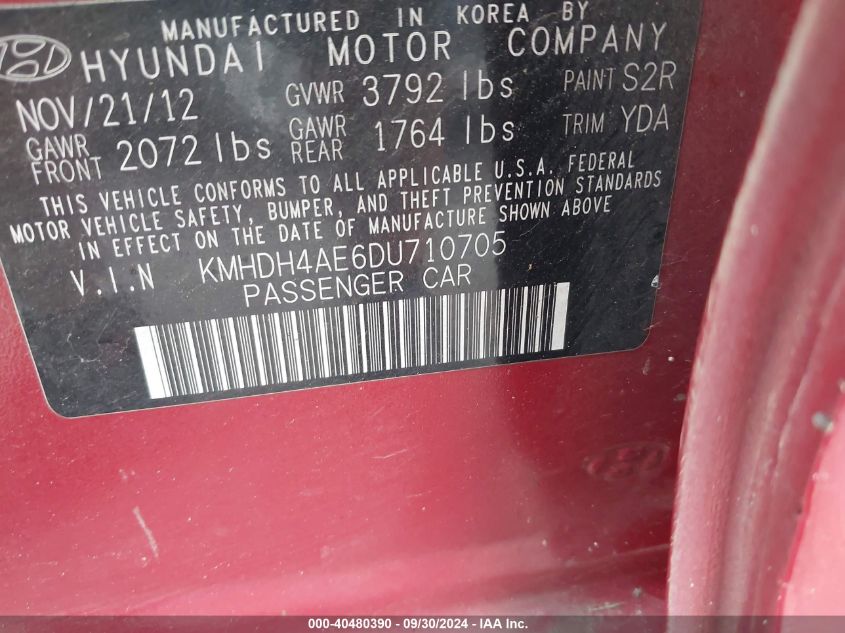 MANUFACTURED IN KOREA BY
HYUNDAI MOTOR COMPANY
NOV/21/12 GVWR 3792 lbs PAINT S2R
GAWR FRONT 2072 lbs GAWR REAR 1764 lbs TRIM YDA
THIS VEHICLE CONFORMS TO ALL APPLICABLE U.S.A. FEDERAL
MOTOR VEHICLE SAFETY, BUMPER, AND THEFT PREVENTION STANDARDS
IN EFFECT ON THE DATE OF MANUFACTURE SHOWN ABOVE
V.I.N KMHDH4AE6DU710705
PASSENGER CAR
000-40480390 - 09/30/2024 - IAA Inc.